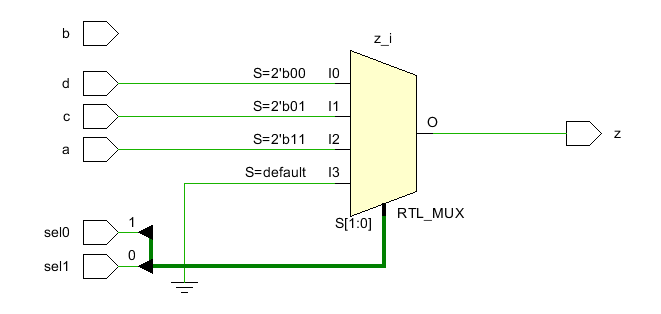 b
z_i
d S=2'b00 I0
c S=2'b01 I1
O
z
a S=2'b11 I2
S=default I3
sel0 1
S[1:0] RTL_MUX
sel1 0